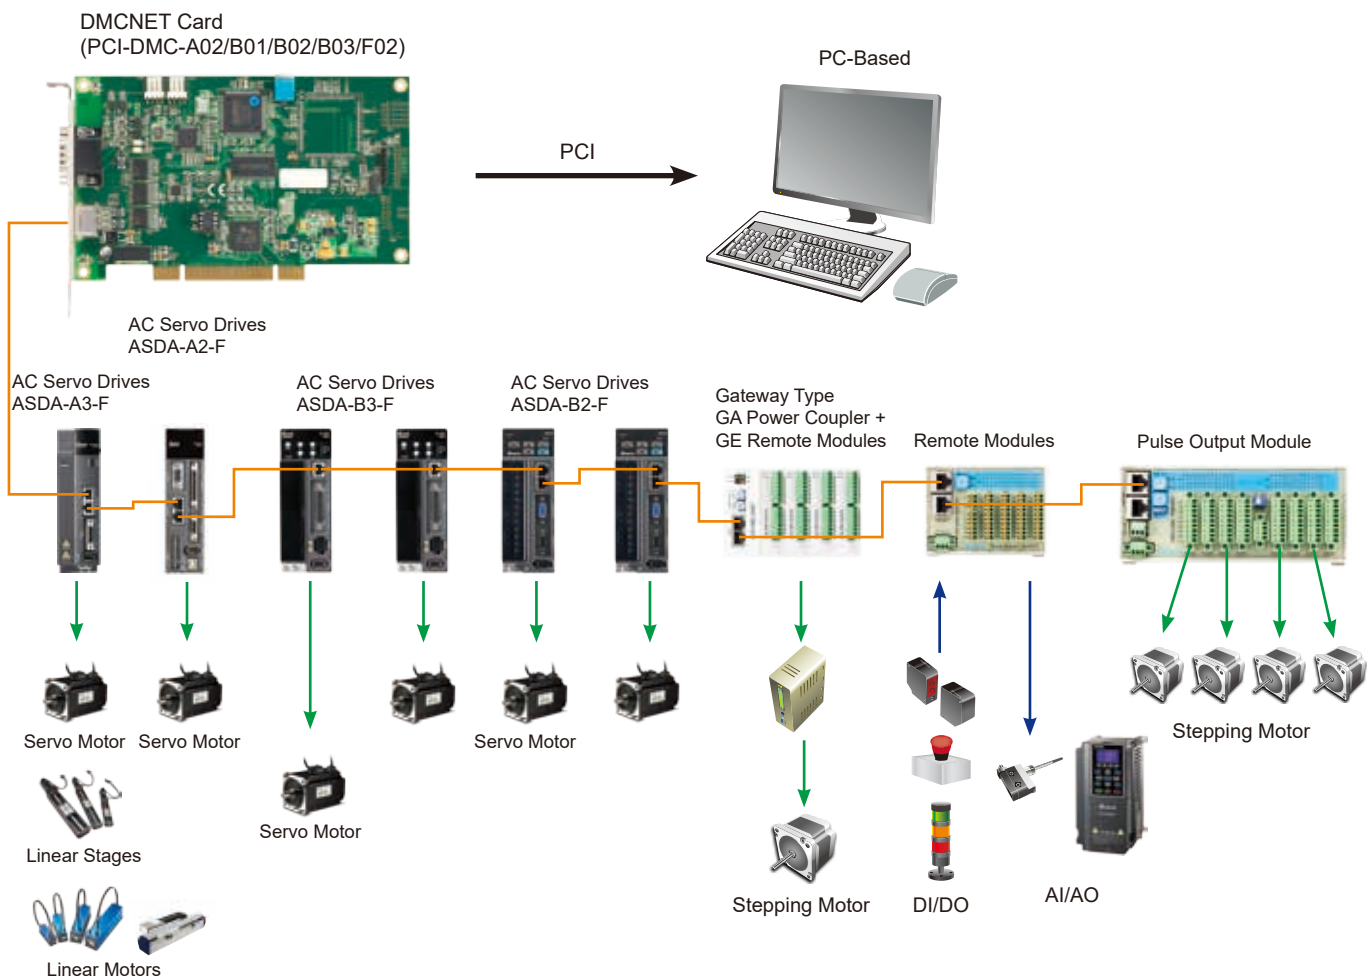 DMCNET Card
(PCI-DMC-A02/B01/B02/B03/F02)
PC-Based
PCI
AC Servo Drives
ASDA-A2-F
AC Servo Drives
ASDA-A3-F
AC Servo Drives
ASDA-B3-F
AC Servo Drives
ASDA-B2-F
Gateway Type
GA Power Coupler +
GE Remote Modules
Remote Modules
Pulse Output Module
Servo Motor
Servo Motor
Servo Motor
Stepping Motor
Servo Motor
Linear Stages
Stepping Motor
DI/DO
AI/AO
Linear Motors